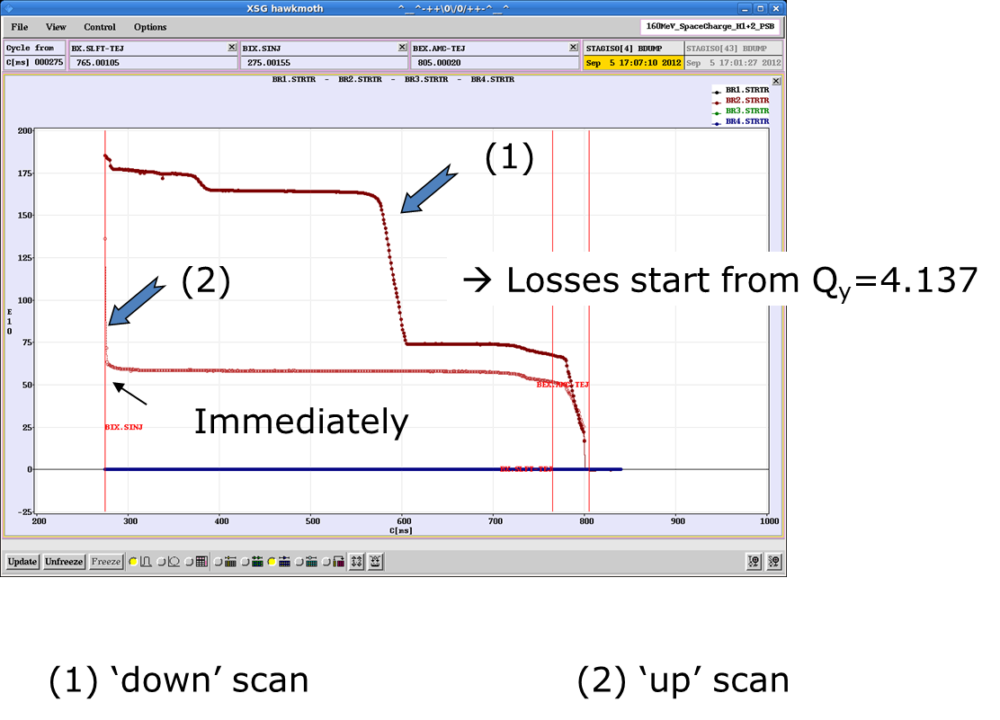 XSG hawkmoth ^__^-++\0\/0/++-^__^
File View Control Options
160MeV_SpaceCharge_H1+2_PSB
Cycle from BX.SLFT-TEJ BIX.SINJ BEX.AMC-TEJ STAGISO[4] BDUMP STAGISO[43] BDUMP
C[ms] 000275 765.00105 275.00155 805.00020 Sep 5 17:07:10 2012 Sep 5 17:01:27 2012
BR1.STRTR - BR2.STRTR - BR3.STRTR - BR4.STRTR
BR1.STRTR
BR2.STRTR
BR3.STRTR
BR4.STRTR
200
(1)
175
150
(2)
→ Losses start from Qy=4.137
125
100
E10
75
50
BEX.AMC-TEJ
Immediately
25
BIX.SINJ
0
-25
200 300 400 500 600 700 800 900 1000
C[ms]
Update Unfreeze Freeze
(1) ‘down’ scan
(2) ‘up’ scan